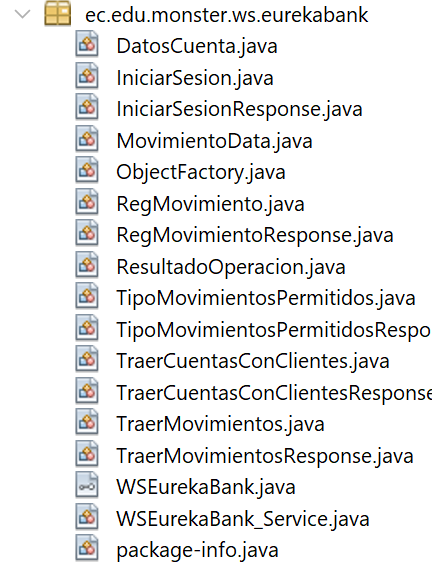 ec.edu.monster.ws.eurekabank
DatosCuenta.java
IniciarSesion.java
IniciarSesionResponse.java
MovimientoData.java
ObjectFactory.java
RegMovimiento.java
RegMovimientoResponse.java
ResultadoOperacion.java
TipoMovimientosPermitidos.java
TipoMovimientosPermitidosRespo
TraerCuentasConClientes.java
TraerCuentasConClientesResponse
TraerMovimientos.java
TraerMovimientosResponse.java
WSEurekaBank.java
WSEurekaBank_Service.java
package-info.java